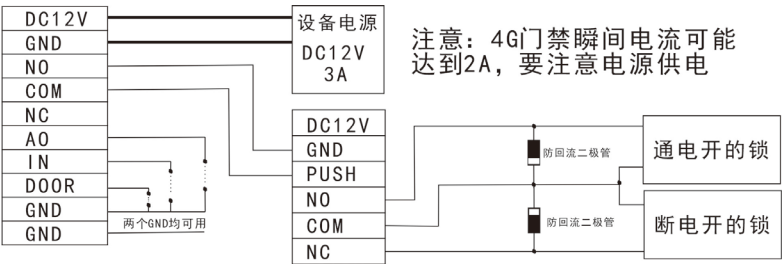 DC12V
GND
NO
COM
NC
AO
IN
DOOR
GND
GND
两个GND均可用
设备电源
DC12V
3A
注意：4G门禁瞬间电流可能
达到2A，要注意电源供电
DC12V
GND
PUSH
NO
COM
NC
防回流二极管
防回流二极管
通电开的锁
断电开的锁